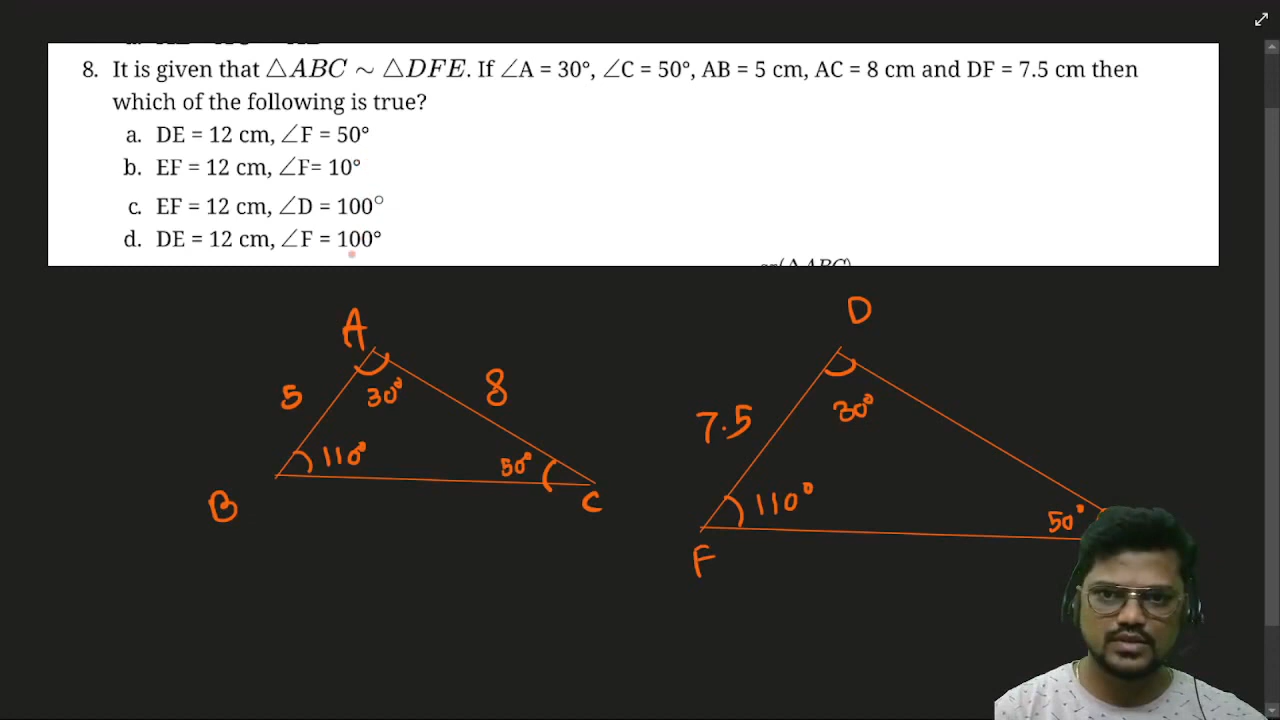 8. It is given that △ABC ~ △DFE. If ∠A = 30°, ∠C = 50°, AB = 5 cm, AC = 8 cm and DF = 7.5 cm then
which of the following is true?
a. DE = 12 cm, ∠F = 50°
b. EF = 12 cm, ∠F= 10°
c. EF = 12 cm, ∠D = 100°
d. DE = 12 cm, ∠F = 100°
A
D
5
30°
8
7.5
30°
110°
50°
B
C
110°
50°
F